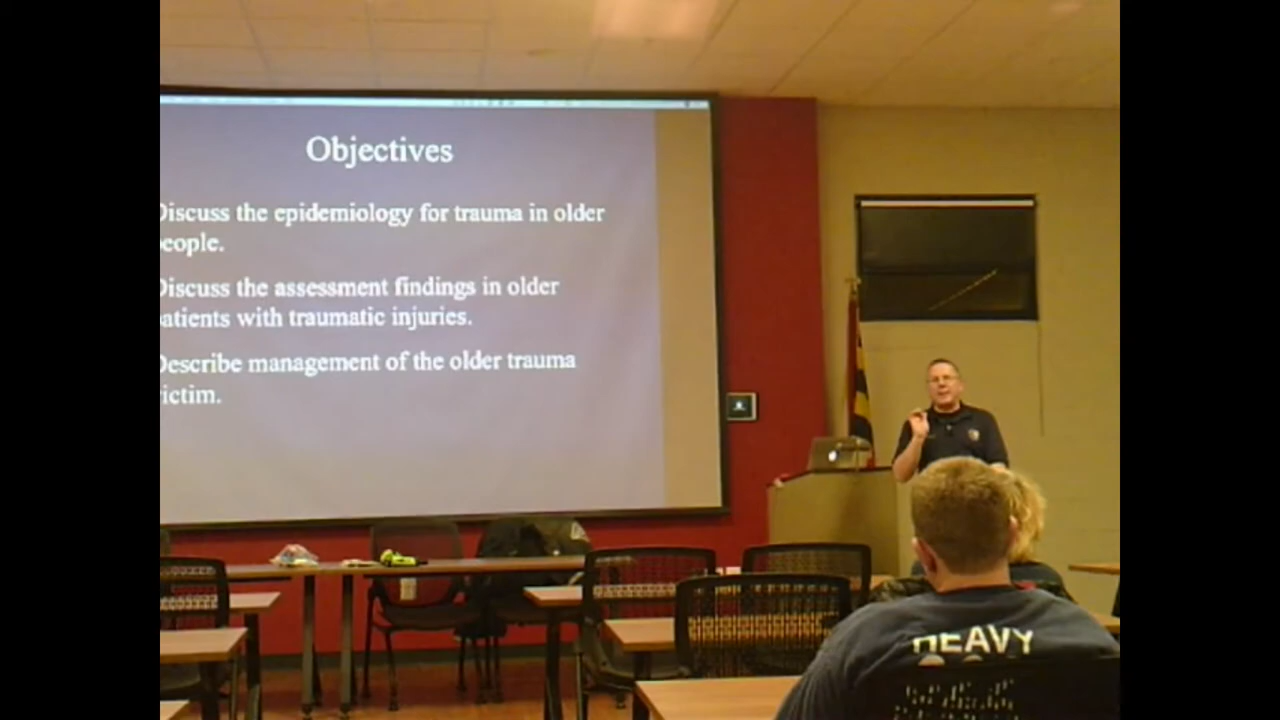 Objectives
Discuss the epidemiology for trauma in older
eople.
Discuss the assessment findings in older
atients with traumatic injuries.
Describe management of the older trauma
ictim.
HEAVY